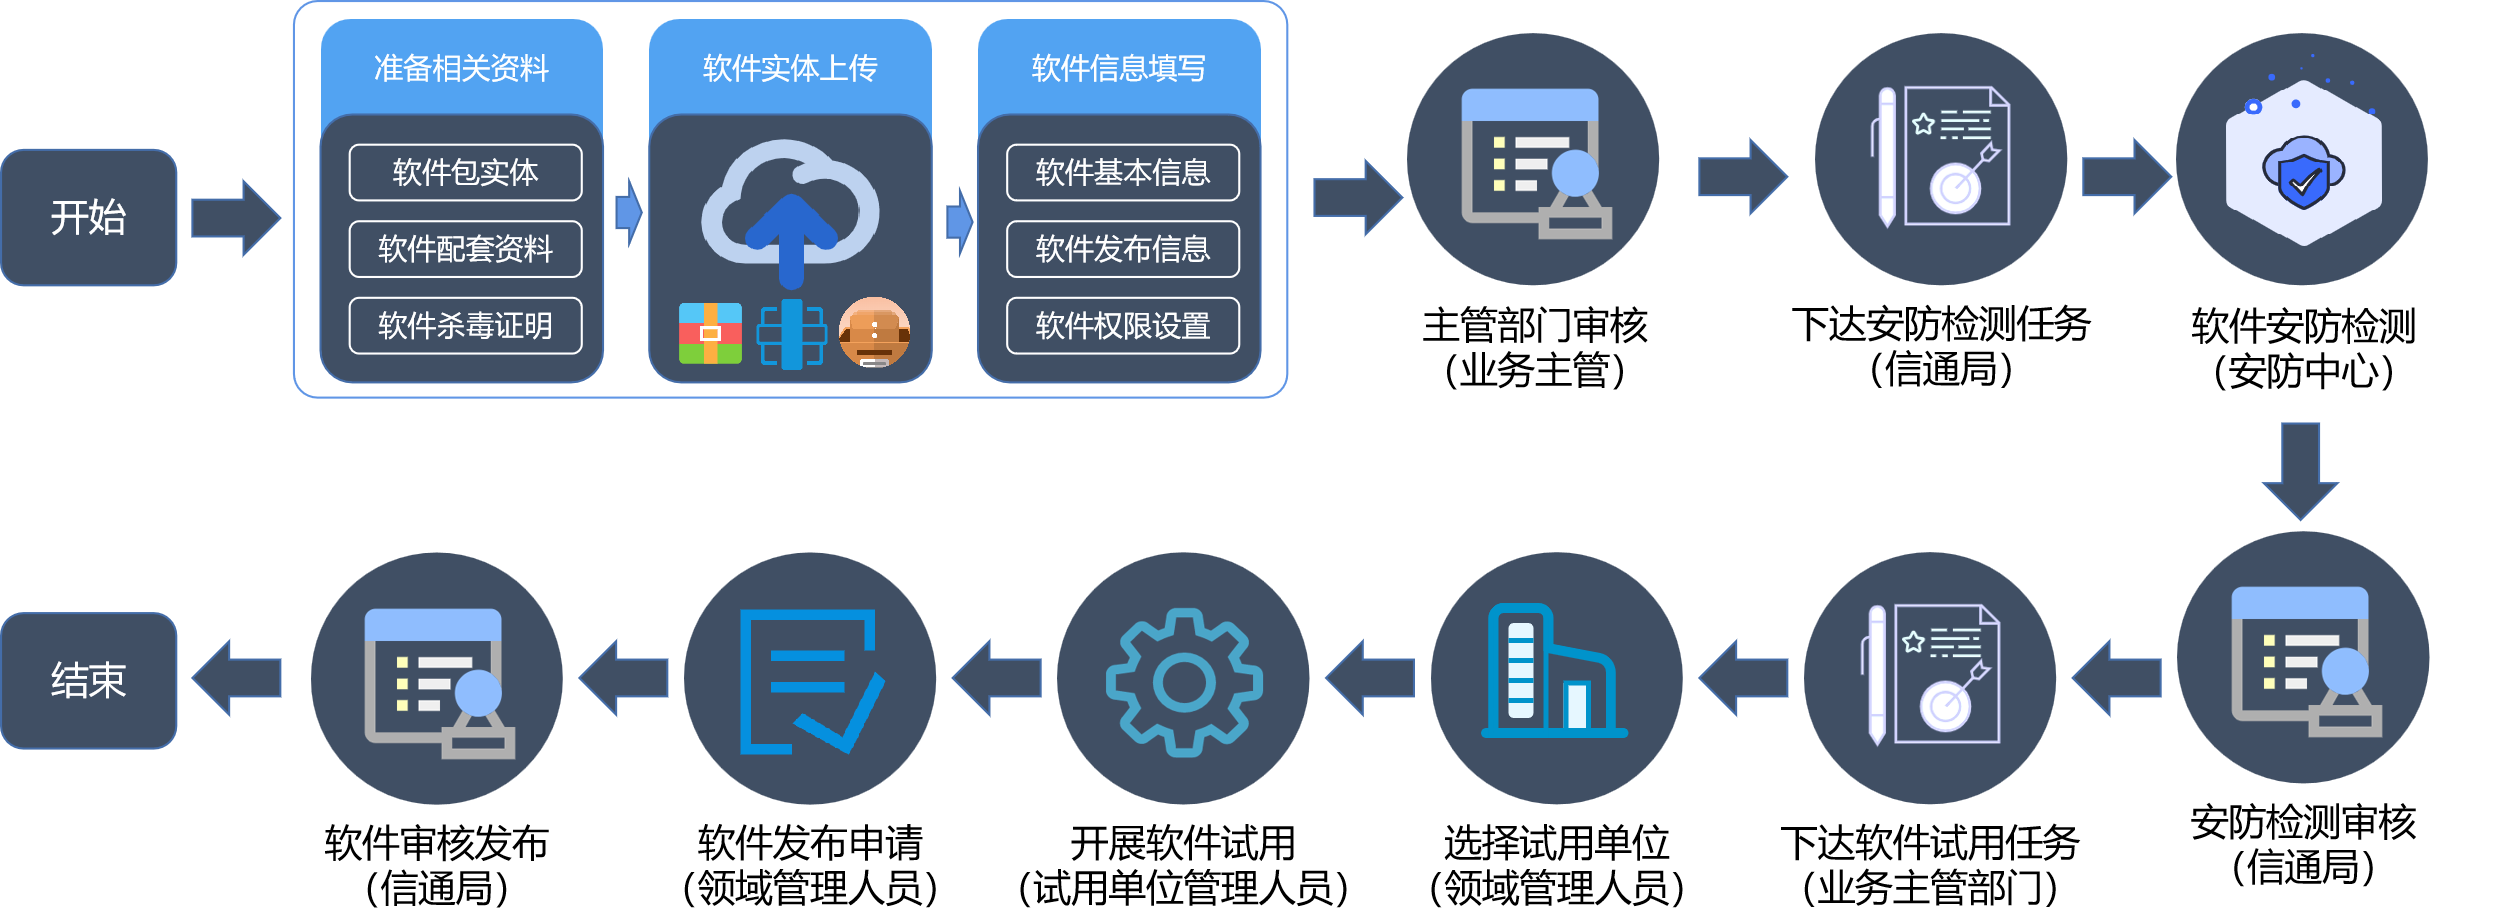 开始
准备相关资料
软件包实体
软件配套资料
软件杀毒证明
软件实体上传
软件信息填写
软件基本信息
软件发布信息
软件权限设置
主管部门审核
(业务主管)
下达安防检测任务
(信通局)
软件安防检测
(安防中心)
安防检测审核
(信通局)
下达软件试用任务
(业务主管部门)
选择试用单位
(领域管理人员)
开展软件试用
(试用单位管理人员)
软件发布申请
(领域管理人员)
软件审核发布
(信通局)
结束